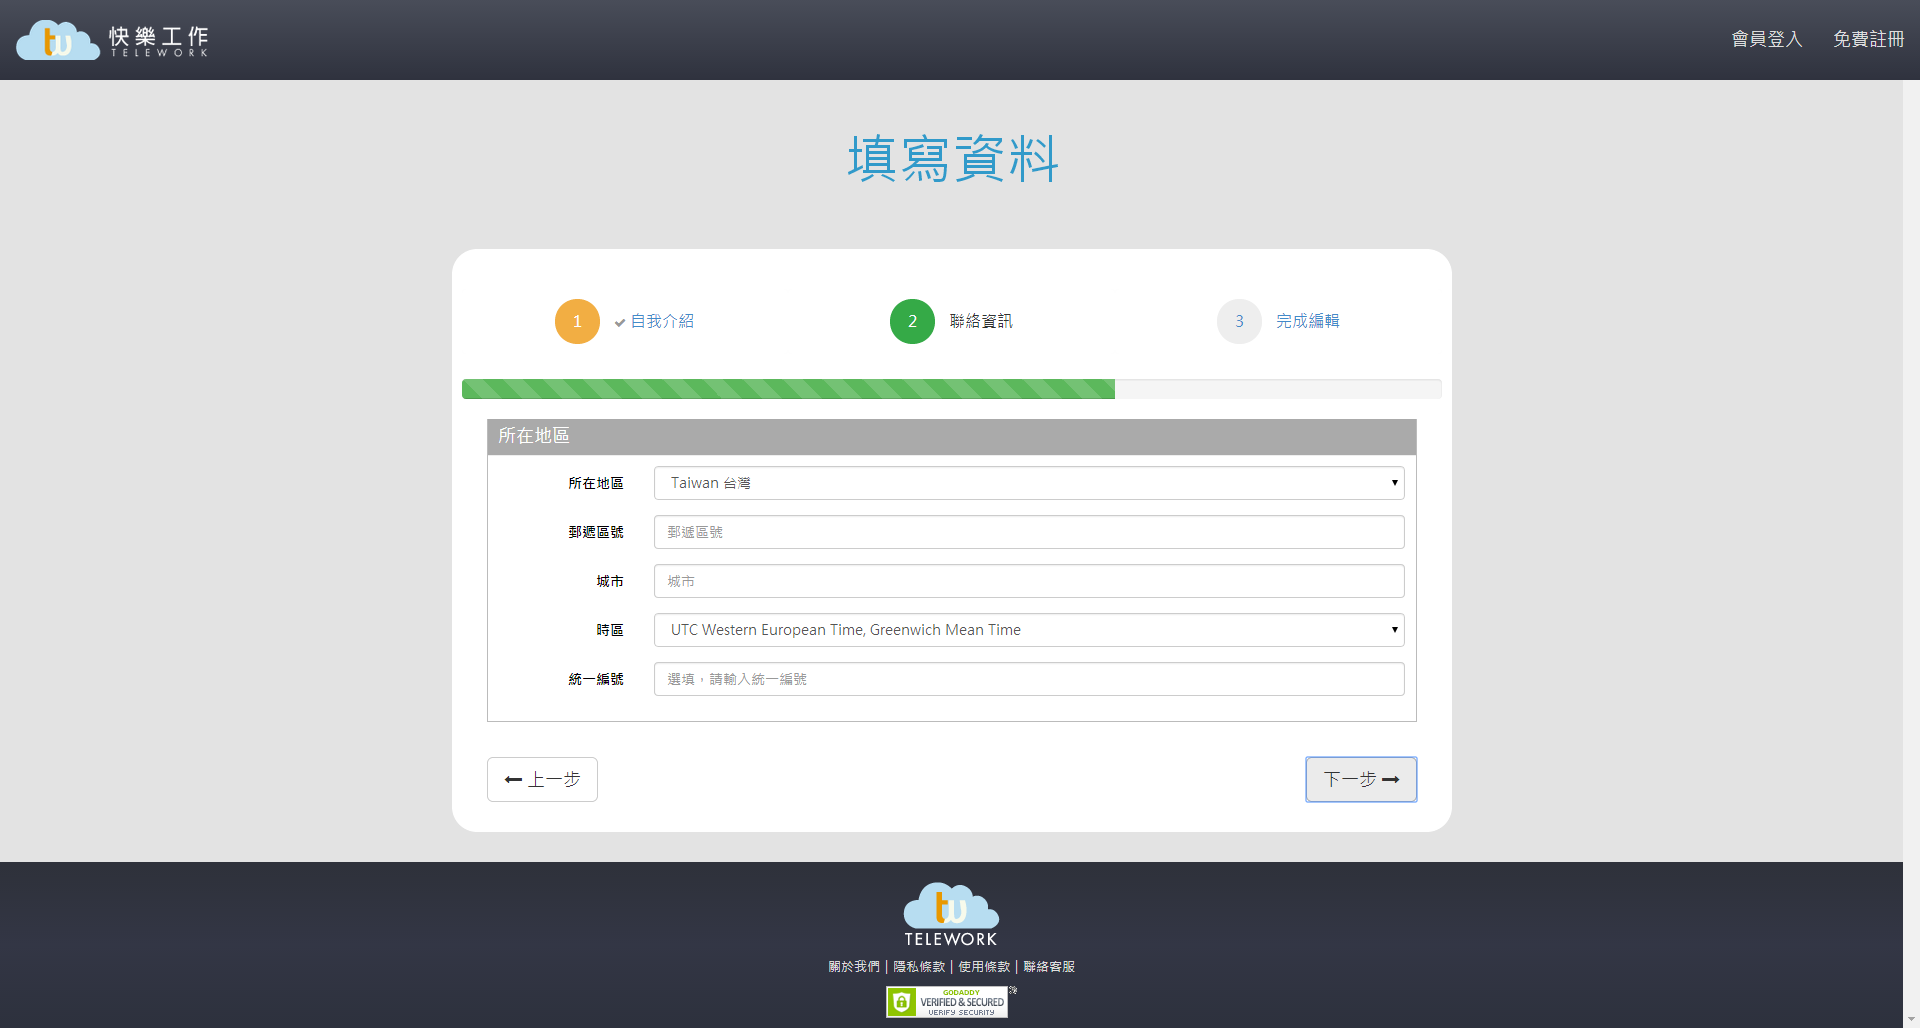 tw 快樂工作
TELEWORK
會員登入 免費註冊
填寫資料
1 自我介紹 2 聯絡資訊 3 完成編輯
所在地區
所在地區 Taiwan 台灣
郵遞區號 郵遞區號
城市 城市
時區 UTC Western European Time, Greenwich Mean Time
統一編號 選填，請輸入統一編號
上一步 下一步
tw
TELEWORK
關於我們 | 隱私條款 | 使用條款 | 聯絡客服
GODADDY
VERIFIED & SECURED
VERIFY SECURITY